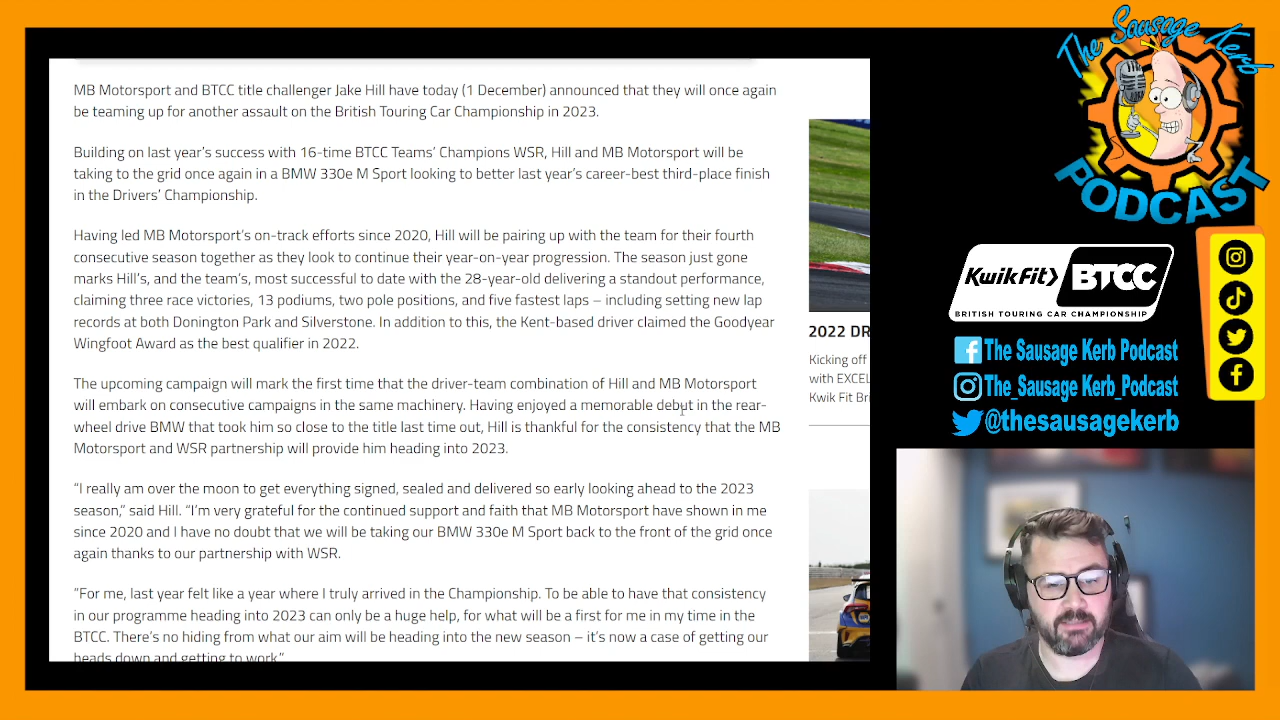 MB Motorsport and BTCC title challenger Jake Hill have today (1 December) announced that they will once again
be teaming up for another assault on the British Touring Car Championship in 2023.
Building on last year's success with 16-time BTCC Teams' Champions WSR, Hill and MB Motorsport will be
taking to the grid once again in a BMW 330e M Sport looking to better last year's career-best third-place finish
in the Drivers' Championship.
Having led MB Motorsport's on-track efforts since 2020, Hill will be pairing up with the team for their fourth
consecutive season together as they look to continue their year-on-year progression. The season just gone
marks Hill's, and the team's, most successful to date with the 28-year-old delivering a standout performance,
claiming three race victories, 13 podiums, two pole positions, and five fastest laps – including setting new lap
records at both Donington Park and Silverstone. In addition to this, the Kent-based driver claimed the Goodyear
Wingfoot Award as the best qualifier in 2022.
The upcoming campaign will mark the first time that the driver-team combination of Hill and MB Motorsport
will embark on consecutive campaigns in the same machinery. Having enjoyed a memorable debut in the rear-
wheel drive BMW that took him so close to the title last time out, Hill is thankful for the consistency that the MB
Motorsport and WSR partnership will provide him heading into 2023.
“I really am over the moon to get everything signed, sealed and delivered so early looking ahead to the 2023
season,” said Hill. “I'm very grateful for the continued support and faith that MB Motorsport have shown in me
since 2020 and I have no doubt that we will be taking our BMW 330e M Sport back to the front of the grid once
again thanks to our partnership with WSR.
“For me, last year felt like a year where I truly arrived in the Championship. To be able to have that consistency
in our programme heading into 2023 can only be a huge help, for what will be a first for me in my time in the
BTCC. There's no hiding from what our aim will be heading into the new season – it's now a case of getting our
heads down and getting to work.”
2022 DR
Kicking off
with EXCEL
Kwik Fit Bri
The Sausage Kerb
PODCAST
KwikFit BTCC
BRITISH TOURING CAR CHAMPIONSHIP
The Sausage Kerb Podcast
The_Sausage Kerb_Podcast
@thesausagekerb